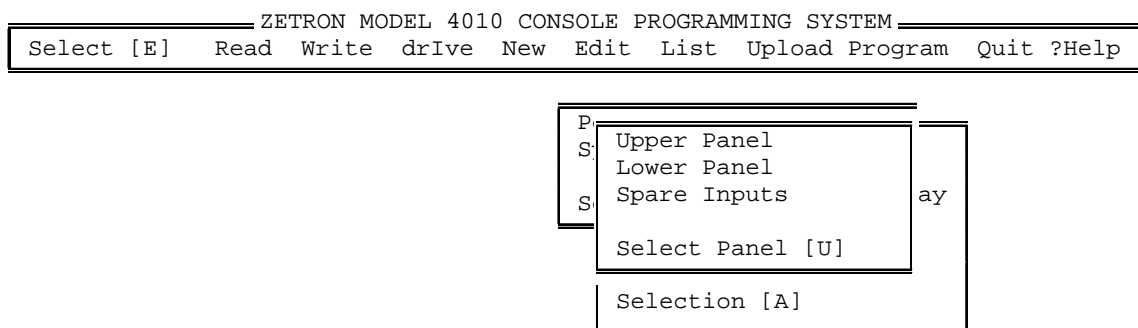 ZETRON MODEL 4010 CONSOLE PROGRAMMING SYSTEM
Select [E] Read Write drIve New Edit List Upload Program Quit ?Help
Upper Panel
Lower Panel
Spare Inputs
ay
Select Panel [U]
Selection [A]